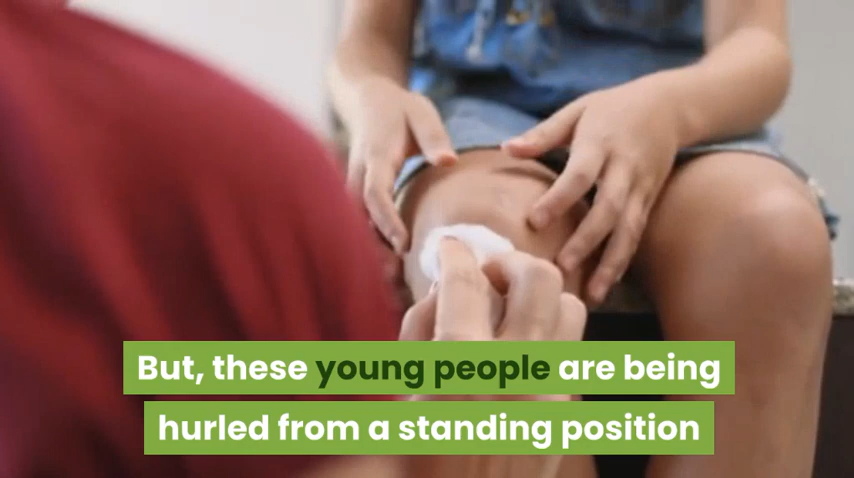 But, these young people are being
hurled from a standing position